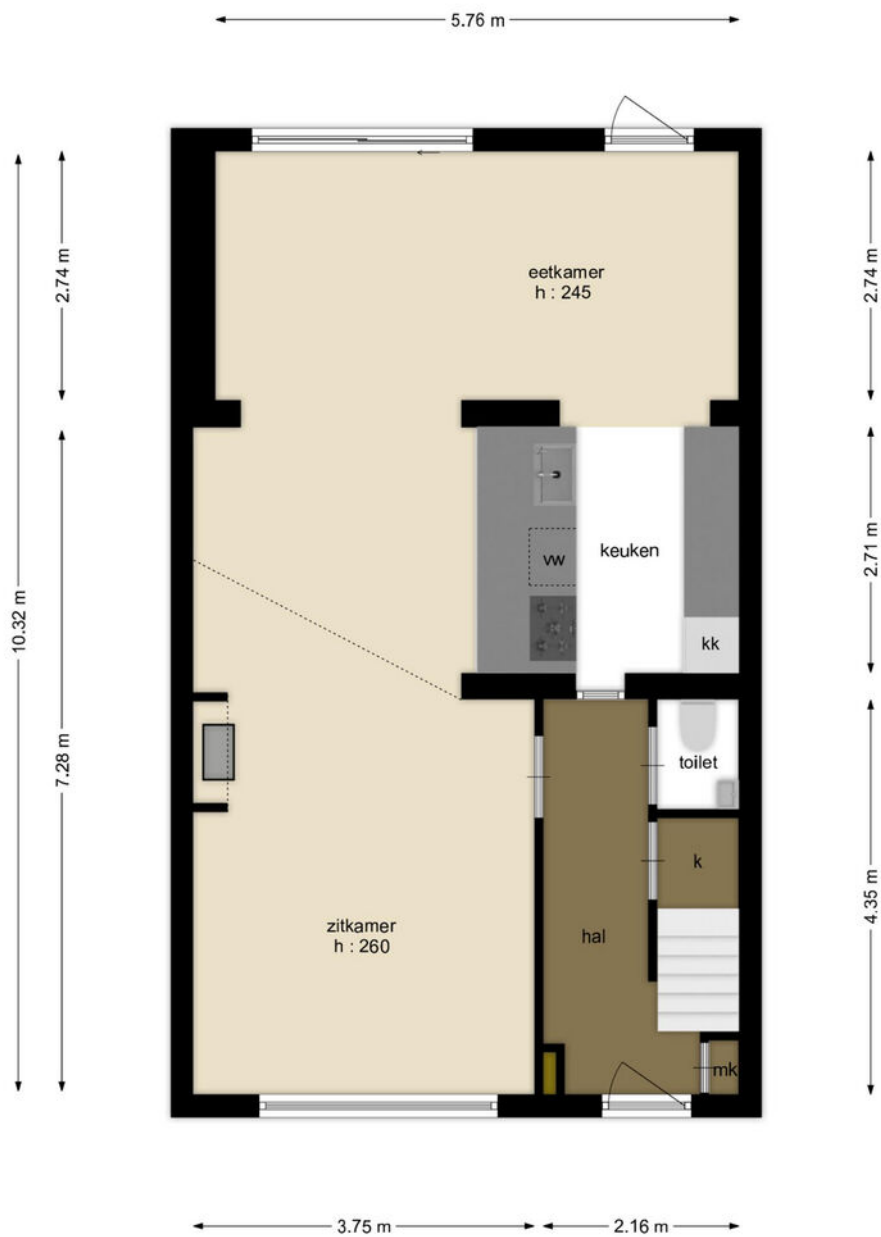 5.76 m
2.74 m
2.74 m
eetkamer
h : 245
10.32 m
7.28 m
2.71 m
keuken
vw
kk
toilet
k
4.35 m
zitkamer
h : 260
hal
mk
3.75 m
2.16 m